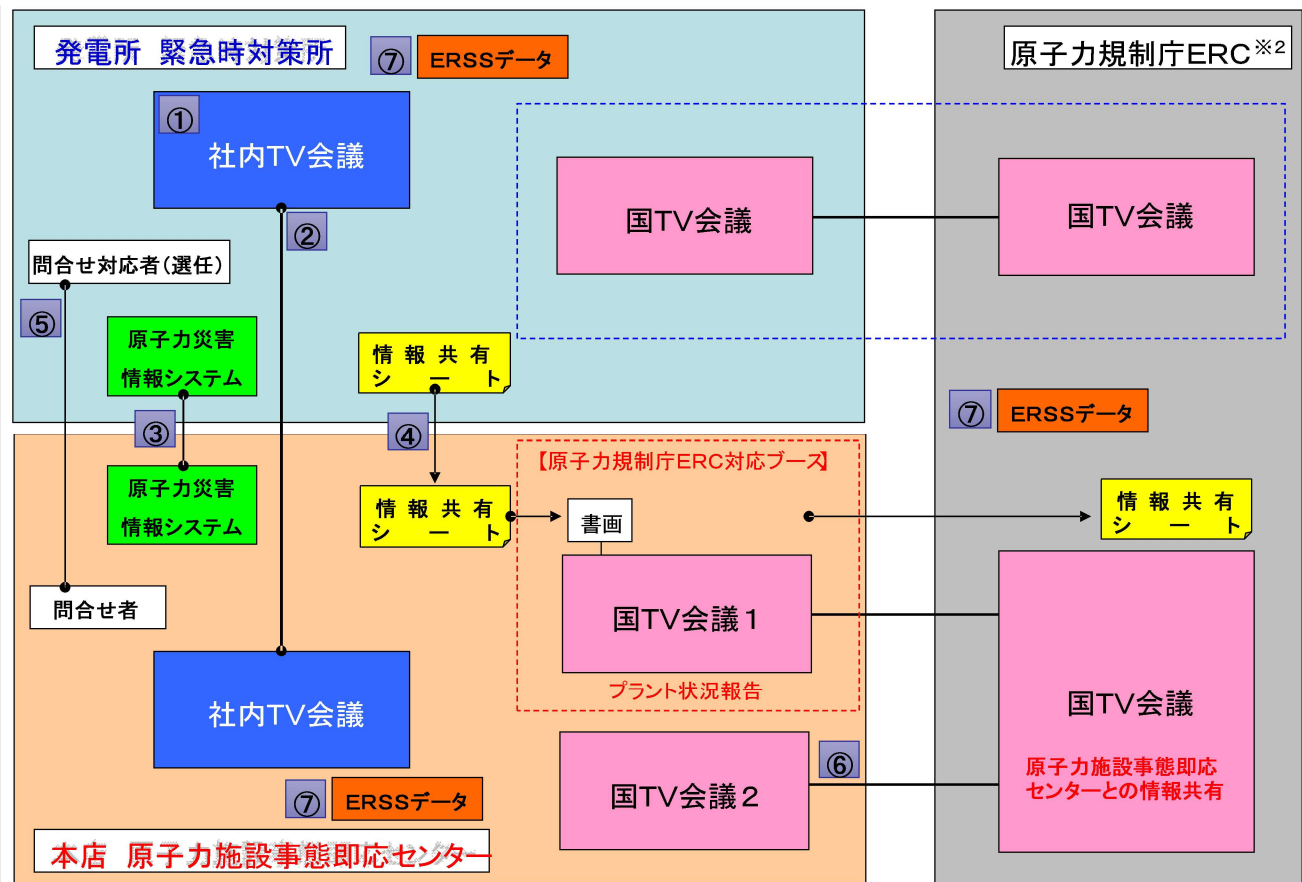 発電所 緊急時対策所
⑦ ERSSデータ
原子力規制庁ERC※2
①
社内TV会議
国TV会議
国TV会議
②
問合せ対応者(選任)
⑤
原子力災害
情報システム
情報共有
シート
③
④
⑦ ERSSデータ
【原子力規制庁ERC対応ブース】
原子力災害
情報システム
情報共有
シート
書画
情報共有
シート
問合せ者
国TV会議1
プラント状況報告
社内TV会議
国TV会議
原子力施設事態即応
センターとの情報共有
⑥
国TV会議2
⑦ ERSSデータ
本店 原子力施設事態即応センター